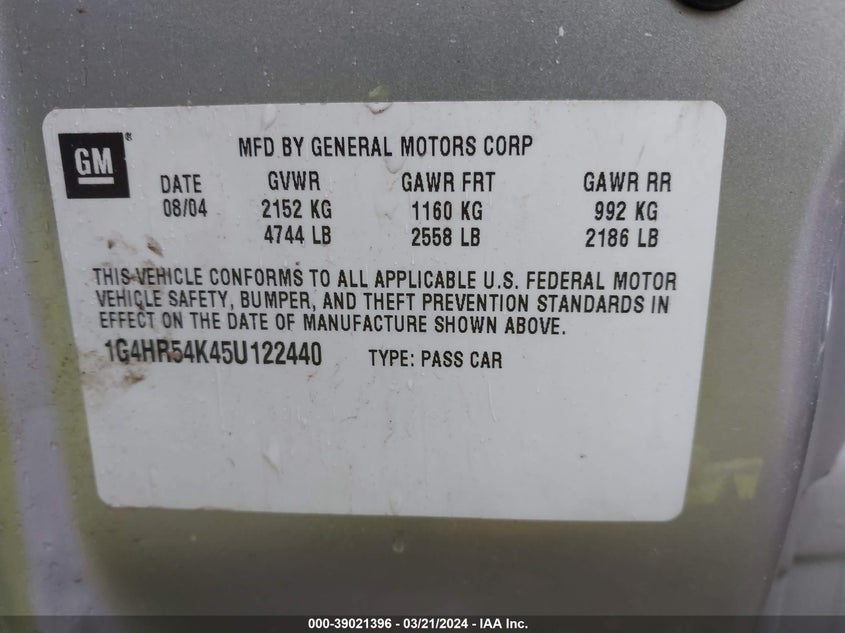 GM®
MFD BY GENERAL MOTORS CORP
DATE GVWR GAWR FRT GAWR RR
08/04 2152 KG 1160 KG 992 KG
4744 LB 2558 LB 2186 LB
THIS VEHICLE CONFORMS TO ALL APPLICABLE U.S. FEDERAL MOTOR
VEHICLE SAFETY, BUMPER, AND THEFT PREVENTION STANDARDS IN
EFFECT ON THE DATE OF MANUFACTURE SHOWN ABOVE.
1G4HR54K45U122440 TYPE: PASS CAR
000-39021396 - 03/21/2024 - IAA Inc.